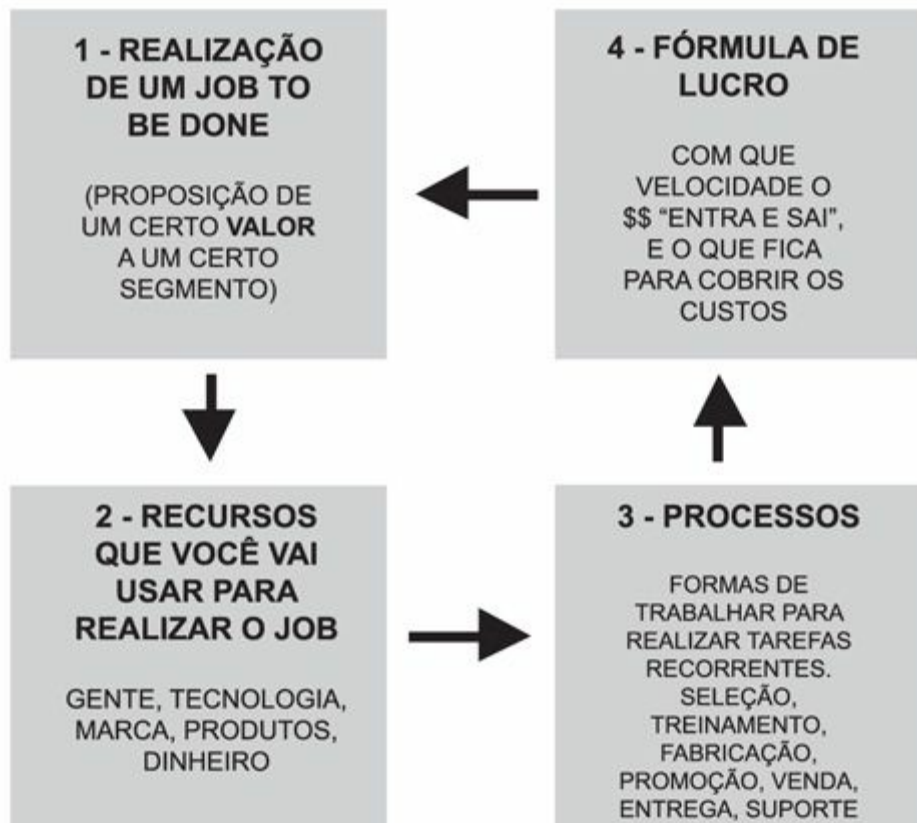 1 - REALIZAÇÃO
DE UM JOB TO
BE DONE
(PROPOSIÇÃO DE
UM CERTO VALOR
A UM CERTO
SEGMENTO)
2 - RECURSOS
QUE VOCÊ VAI
USAR PARA
REALIZAR O JOB
GENTE, TECNOLOGIA,
MARCA, PRODUTOS,
DINHEIRO
3 - PROCESSOS
FORMAS DE
TRABALHAR PARA
REALIZAR TAREFAS
RECORRENTES.
SELEÇÃO,
TREINAMENTO,
FABRICAÇÃO,
PROMOÇÃO, VENDA,
ENTREGA, SUPORTE
4 - FÓRMULA DE
LUCRO
COM QUE
VELOCIDADE O
$$ “ENTRA E SAI”,
E O QUE FICA
PARA COBRIR OS
CUSTOS